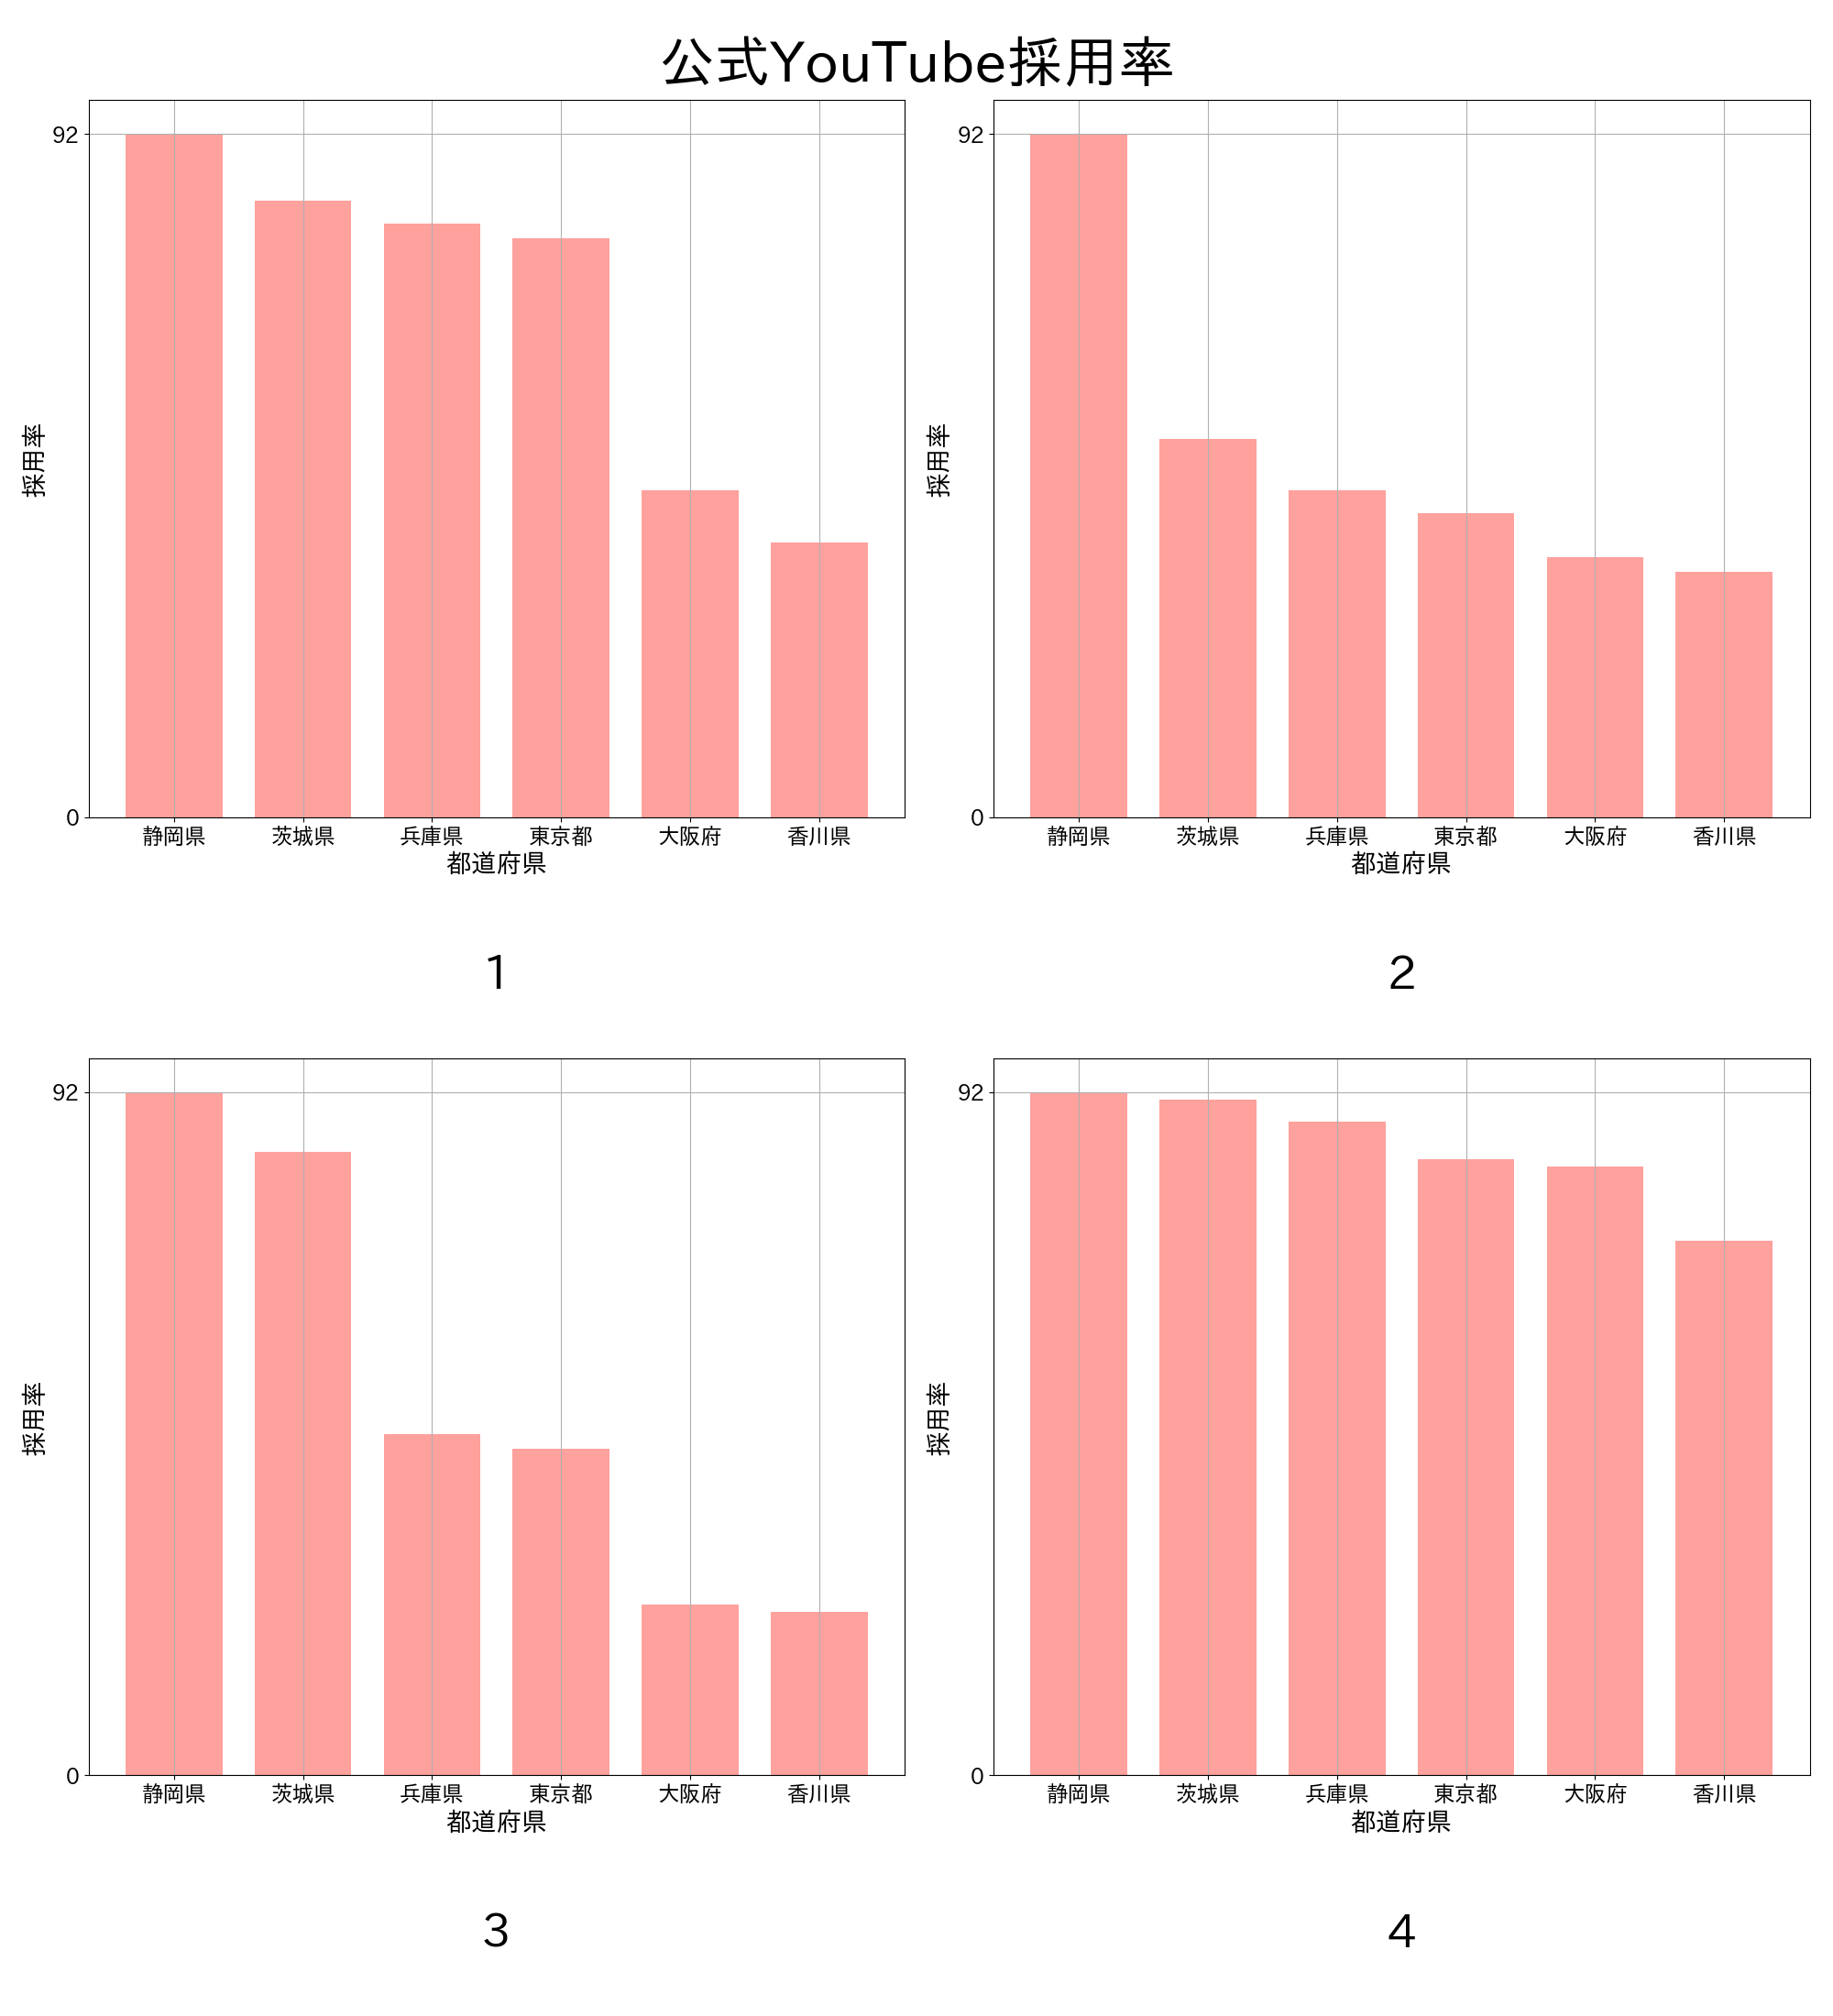 公式YouTube採用率
92
0
採用率
静岡県 茨城県 兵庫県 東京都 大阪府 香川県
都道府県
1
92
0
採用率
静岡県 茨城県 兵庫県 東京都 大阪府 香川県
都道府県
2
92
0
採用率
静岡県 茨城県 兵庫県 東京都 大阪府 香川県
都道府県
3
92
0
採用率
静岡県 茨城県 兵庫県 東京都 大阪府 香川県
都道府県
4